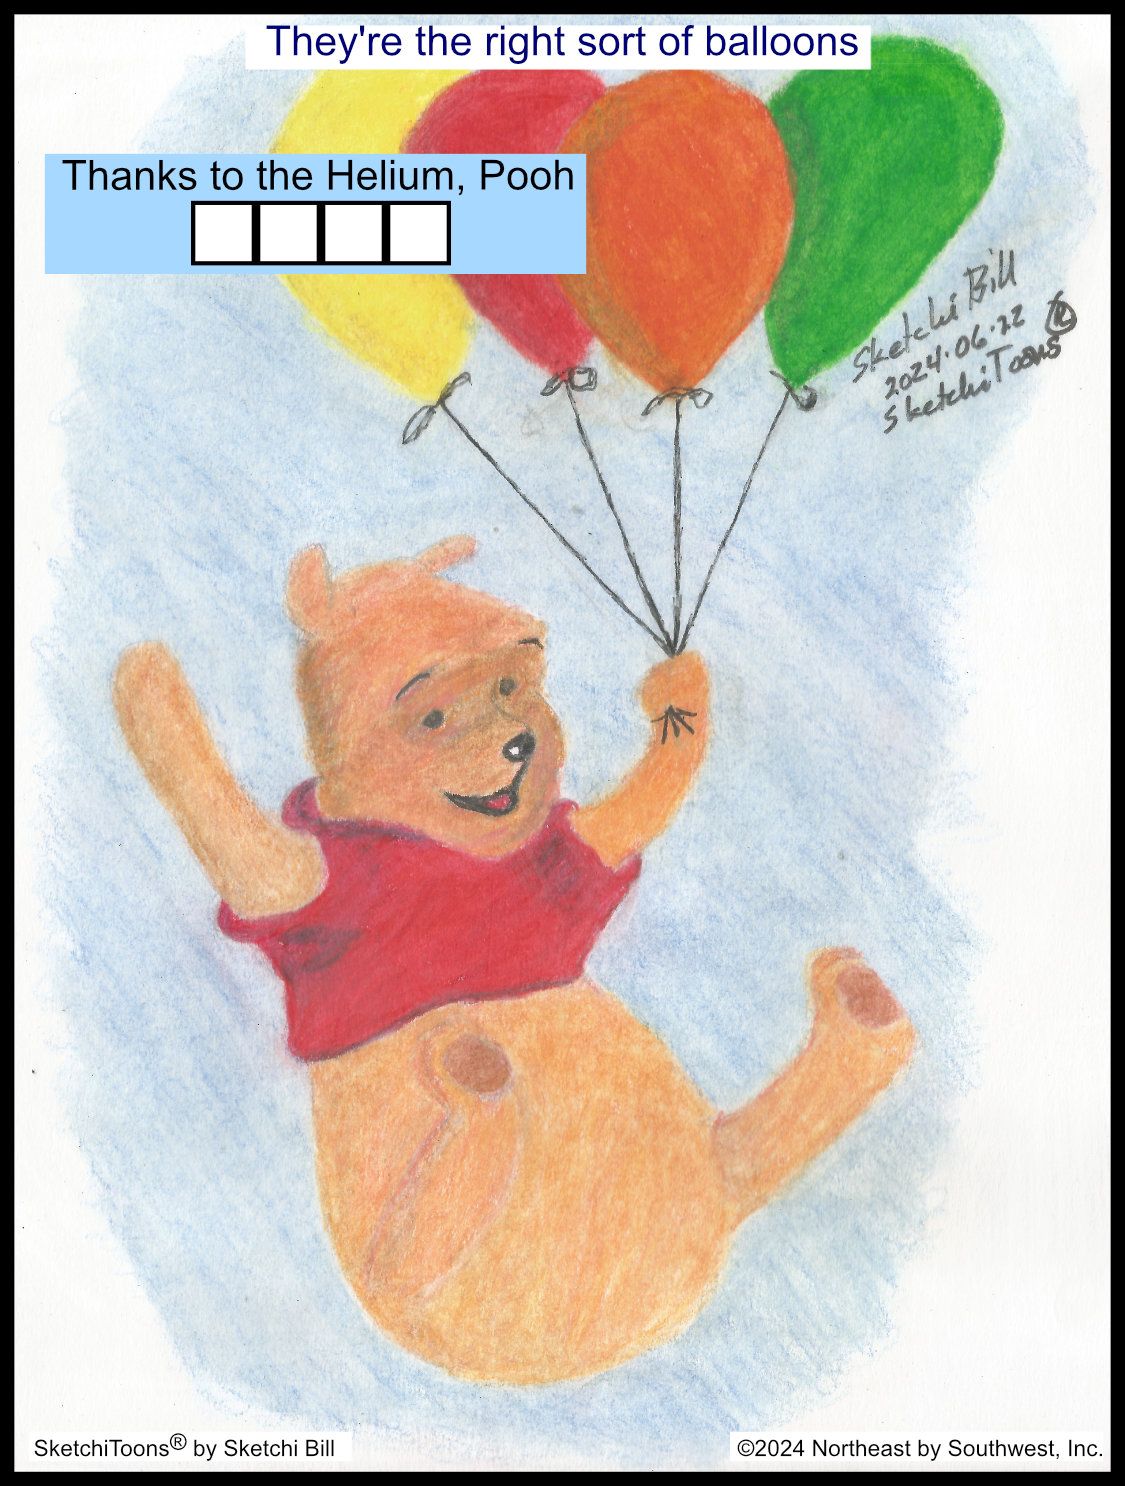 They're the right sort of balloons
Thanks to the Helium, Pooh
Sketchi Bill
2024.06.22
SketchiToons ®
SketchiToons® by Sketchi Bill
©2024 Northeast by Southwest, Inc.